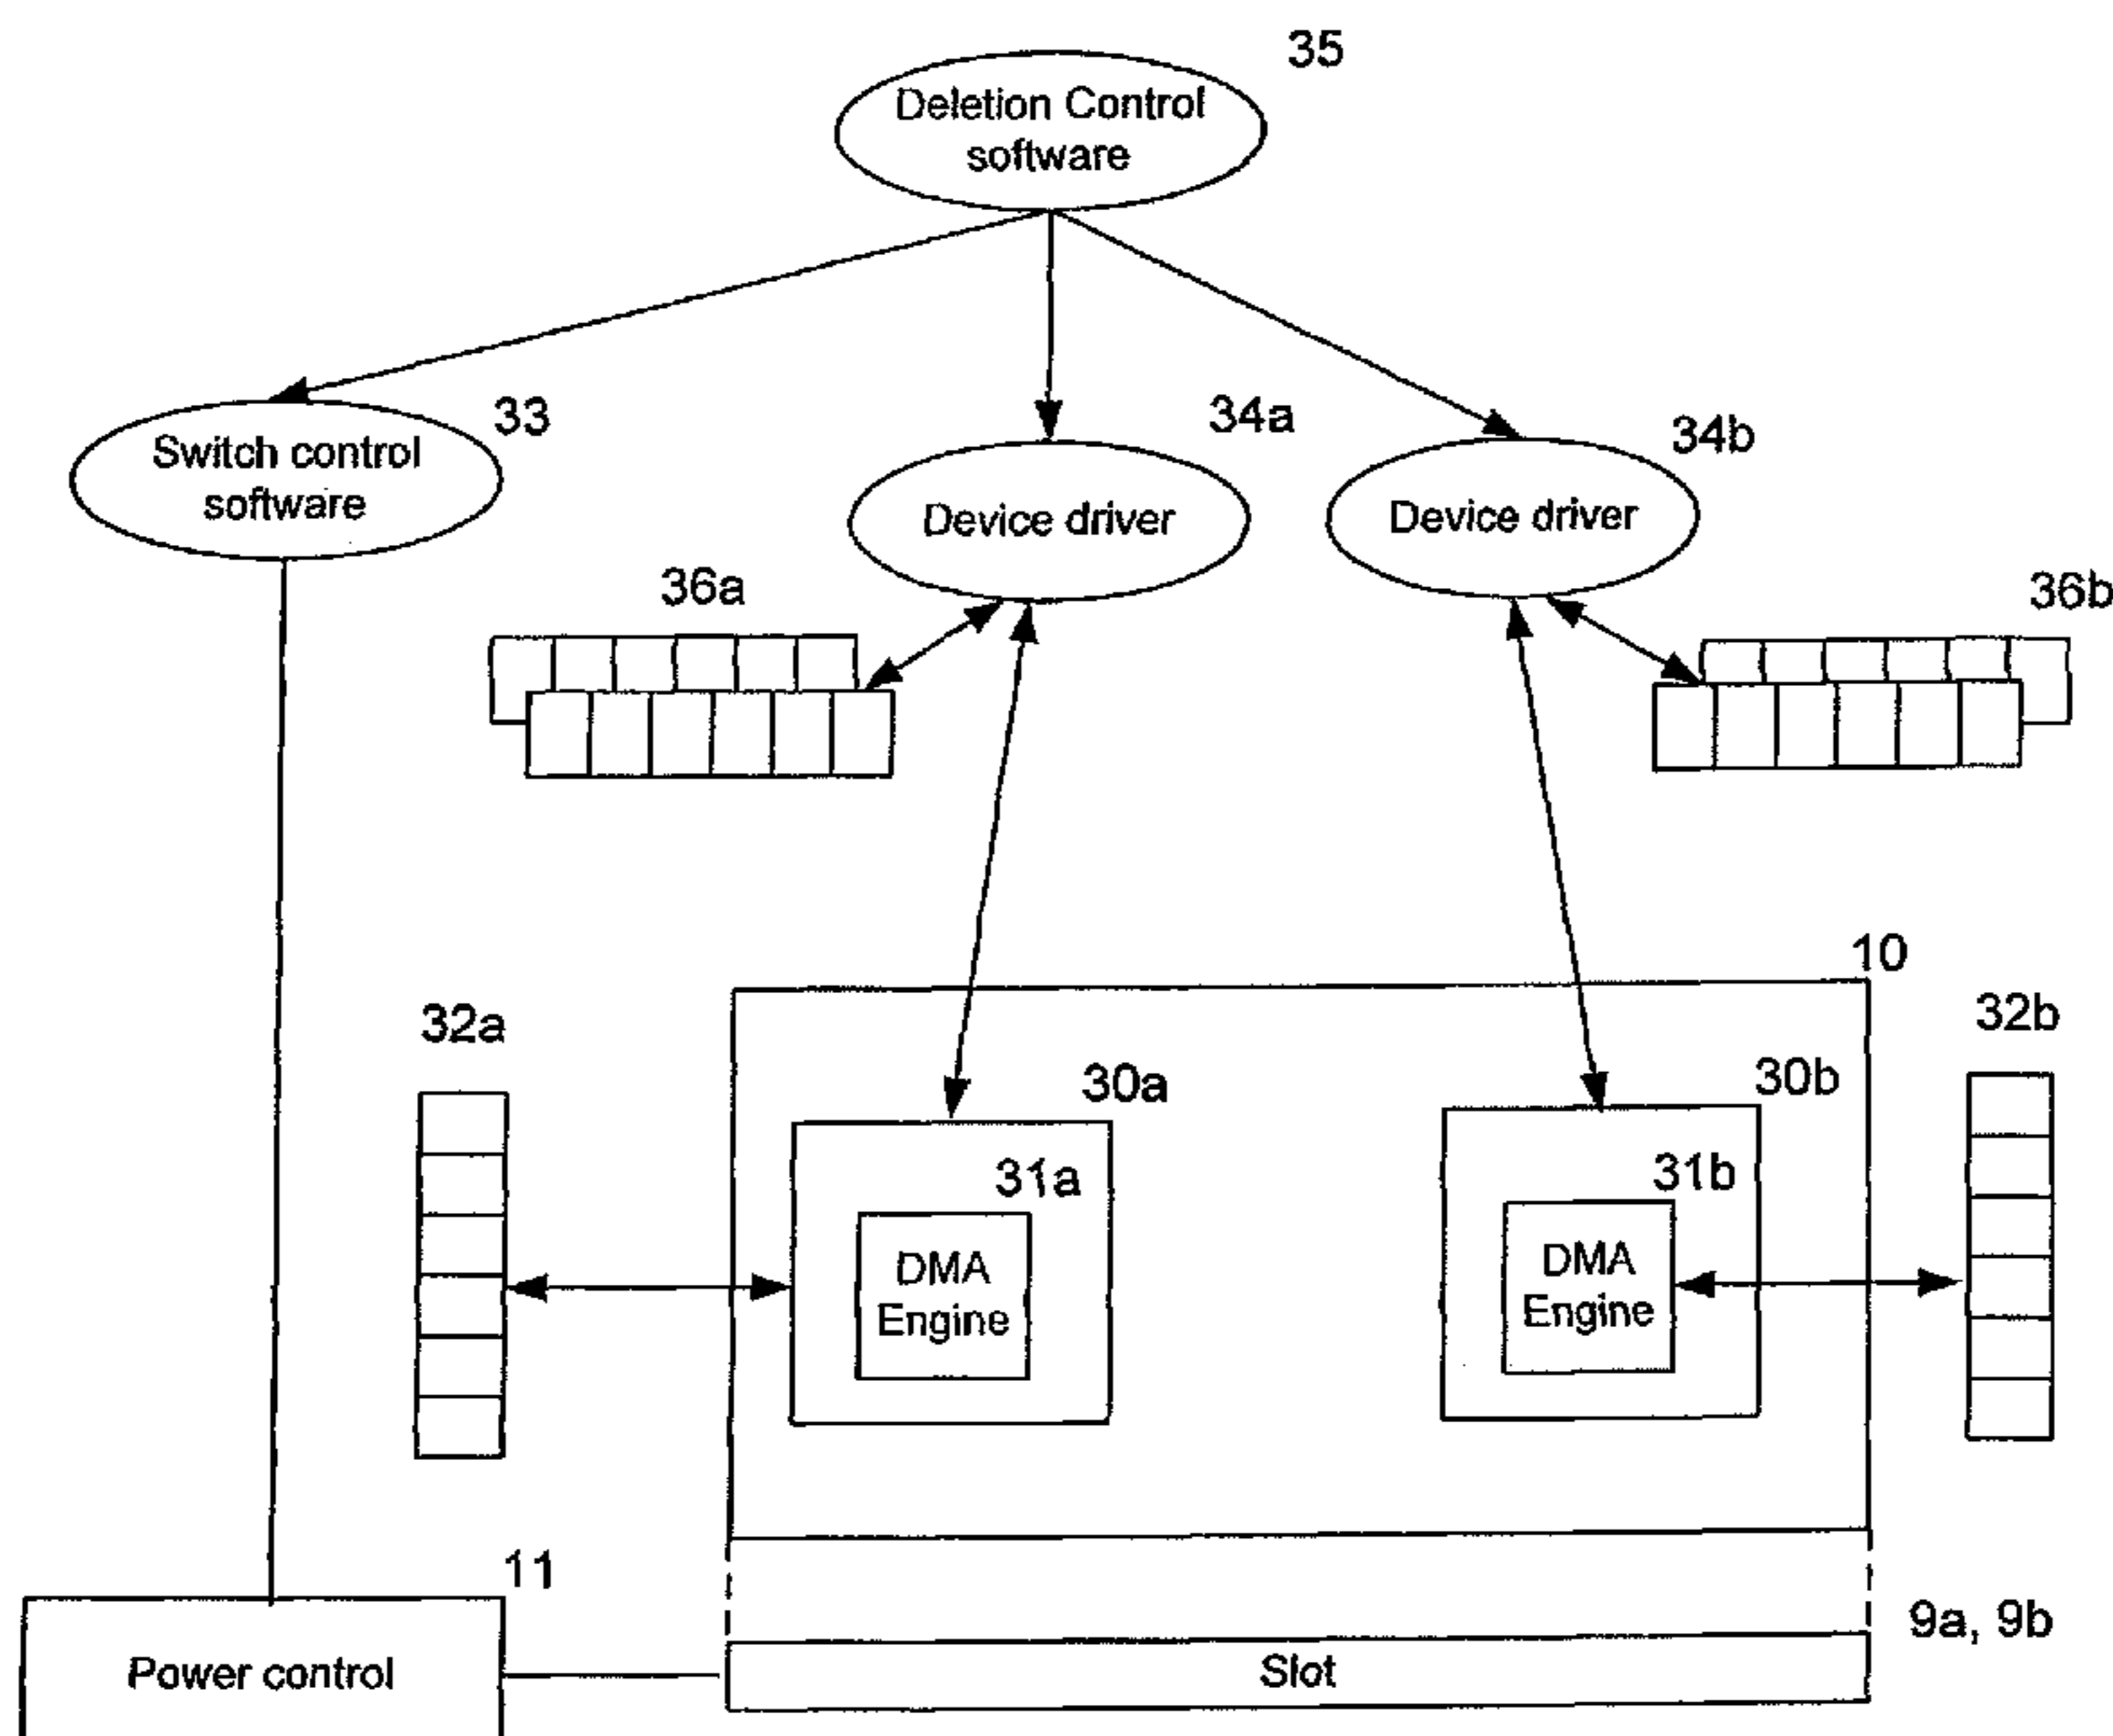 35
Deletion Control
software
33
Switch control
software
34a
Device driver
34b
Device driver
36a
36b
10
32a
32b
30a
30b
31a
31b
DMA
Engine
DMA
Engine
11
Power control
9a, 9b
Slot